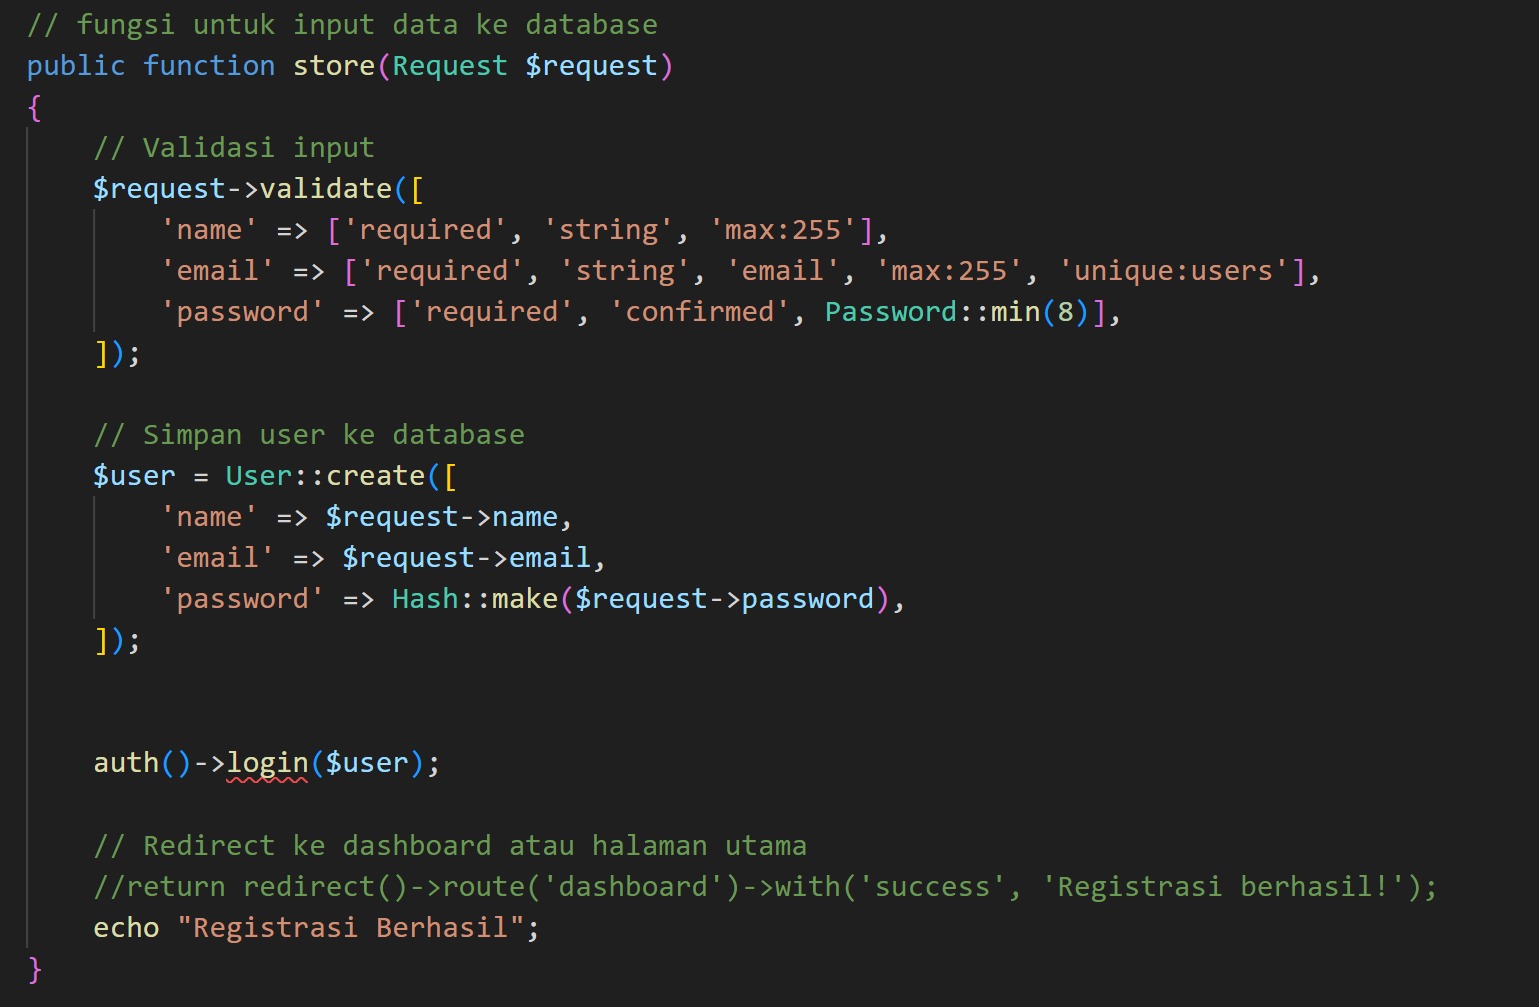 // fungsi untuk input data ke database
public function store(Request $request)
{
    // Validasi input
    $request->validate([
        'name' => ['required', 'string', 'max:255'],
        'email' => ['required', 'string', 'email', 'max:255', 'unique:users'],
        'password' => ['required', 'confirmed', Password::min(8)],
    ]);

    // Simpan user ke database
    $user = User::create([
        'name' => $request->name,
        'email' => $request->email,
        'password' => Hash::make($request->password),
    ]);


    auth()->login($user);

    // Redirect ke dashboard atau halaman utama
    //return redirect()->route('dashboard')->with('success', 'Registrasi berhasil!');
    echo "Registrasi Berhasil";
}